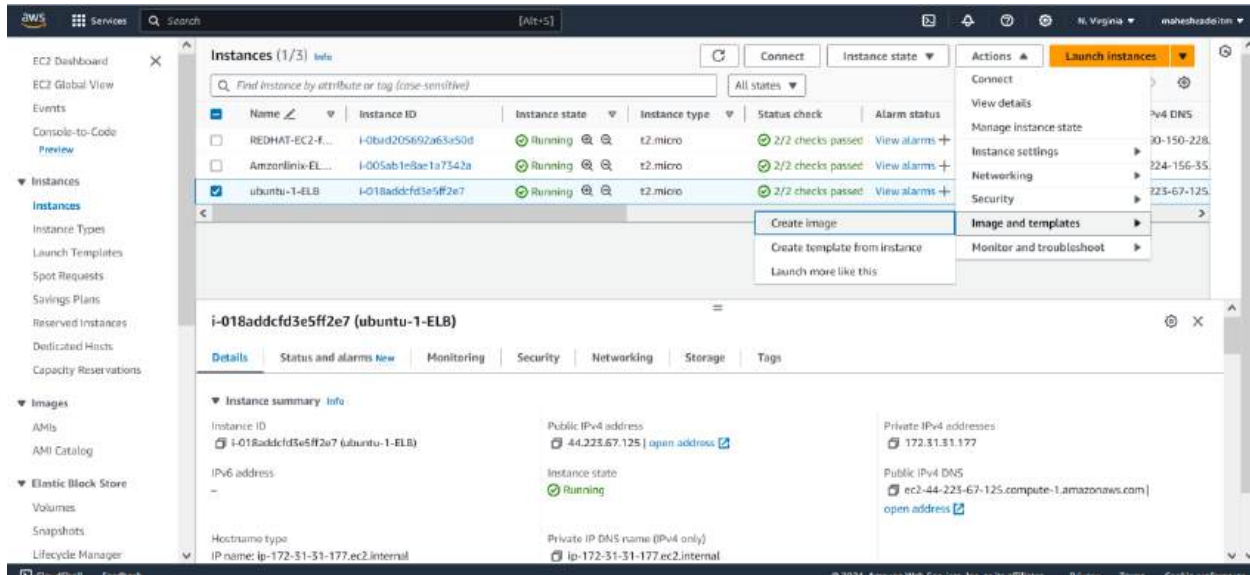 aws Services Search [Alt+S] N. Virginia
EC2 Dashboard
EC2 Global View
Events
Console-to-Code
Preview
Instances
Instances
Instance Types
Launch Templates
Spot Requests
Savings Plans
Reserved Instances
Dedicated Hosts
Capacity Reservations
Images
AMIs
AMI Catalog
Elastic Block Store
Volumes
Snapshots
Lifecycle Manager
Instances (1/3) Info Connect Instance state Actions Launch instances
Find Instance by attribute or tag (case-sensitive) All states
Name Instance ID Instance state Instance type Status check Alarm status Pv4 DNS
REDHAT-EC2-f... Running t2.micro 2/2 checks passed View alarms
Amzonlinix-EL... i-005ab1e8ae1a7342a Running t2.micro 2/2 checks passed View alarms 224-156-35.
ubuntu-1-ELB i-018addcfd3e5ff2e7 Running t2.micro 2/2 checks passed View alarms 223-67-125.
Connect
View details
Manage instance state
Instance settings
Networking
Security
Image and templates
Monitor and troubleshoot
Create image
Create template from instance
Launch more like this
i-018addcfd3e5ff2e7 (ubuntu-1-ELB)
Details Status and alarms New Monitoring Security Networking Storage Tags
Instance summary Info
Instance ID
i-018addcfd3e5ff2e7 (ubuntu-1-ELB)
Public IPv4 address
44.223.67.125 | open address
Private IPv4 addresses
172.31.31.177
IPv6 address
–
Instance state
Running
Public IPv4 DNS
ec2-44-223-67-125.compute-1.amazonaws.com |
open address
Hostname type
IP name: ip-172-31-31-177.ec2.internal
Private IP DNS name (IPv4 only)
ip-172-31-31-177.ec2.internal